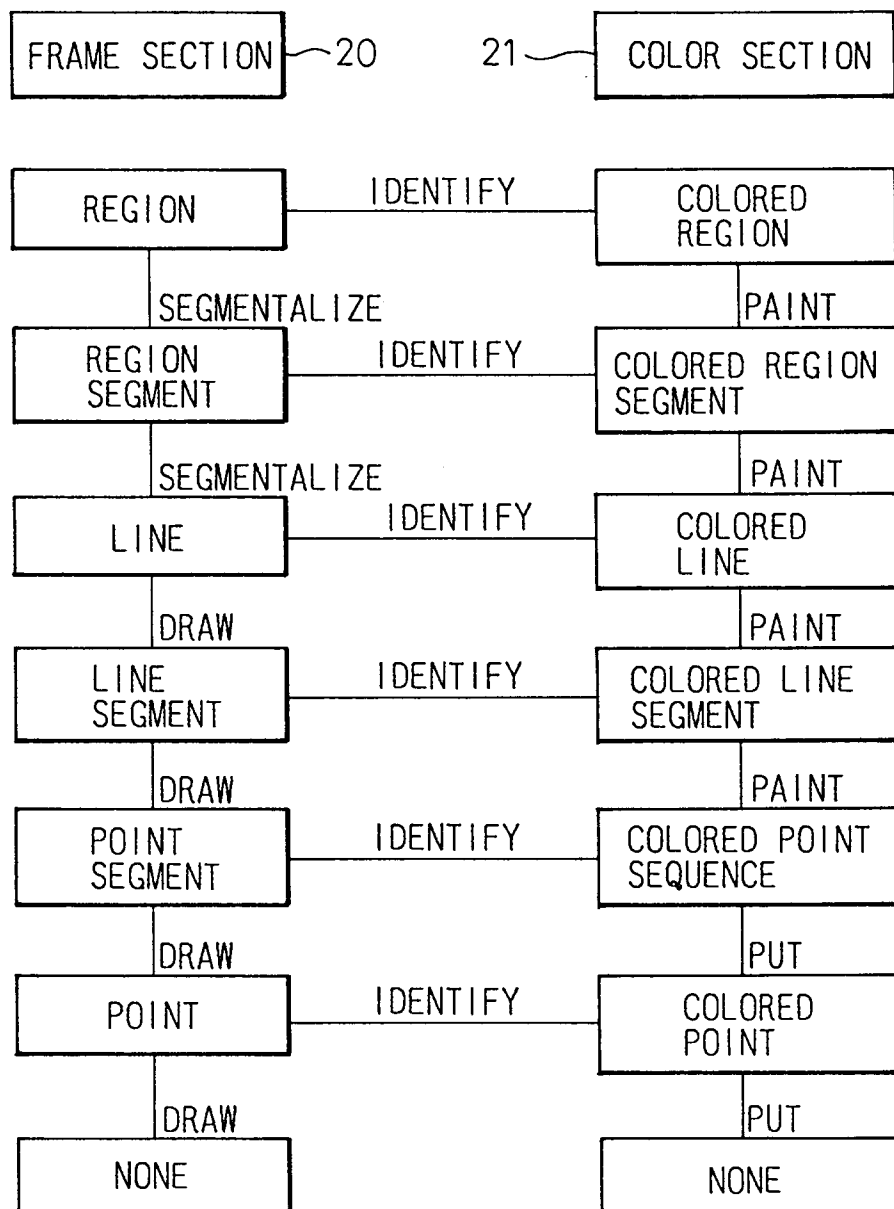 FRAME SECTION 20 21 COLOR SECTION
REGION IDENTIFY COLORED
REGION
SEGMENTALIZE PAINT
REGION IDENTIFY COLORED REGION
SEGMENT SEGMENT
SEGMENTALIZE PAINT
LINE IDENTIFY COLORED
LINE
DRAW PAINT
LINE IDENTIFY COLORED LINE
SEGMENT SEGMENT
DRAW PAINT
POINT IDENTIFY COLORED POINT
SEGMENT SEQUENCE
DRAW PUT
POINT IDENTIFY COLORED
POINT
DRAW PUT
NONE NONE